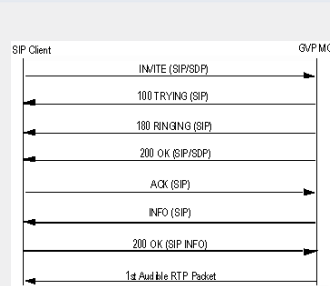 SIP Client
GVP MC
INVITE (SIP/SDP)
100 TRYING (SIP)
180 RINGING (SIP)
200 OK (SIP/SDP)
ACK (SIP)
INFO (SIP)
200 OK (SIP INFO)
1st Audible RTP Packet